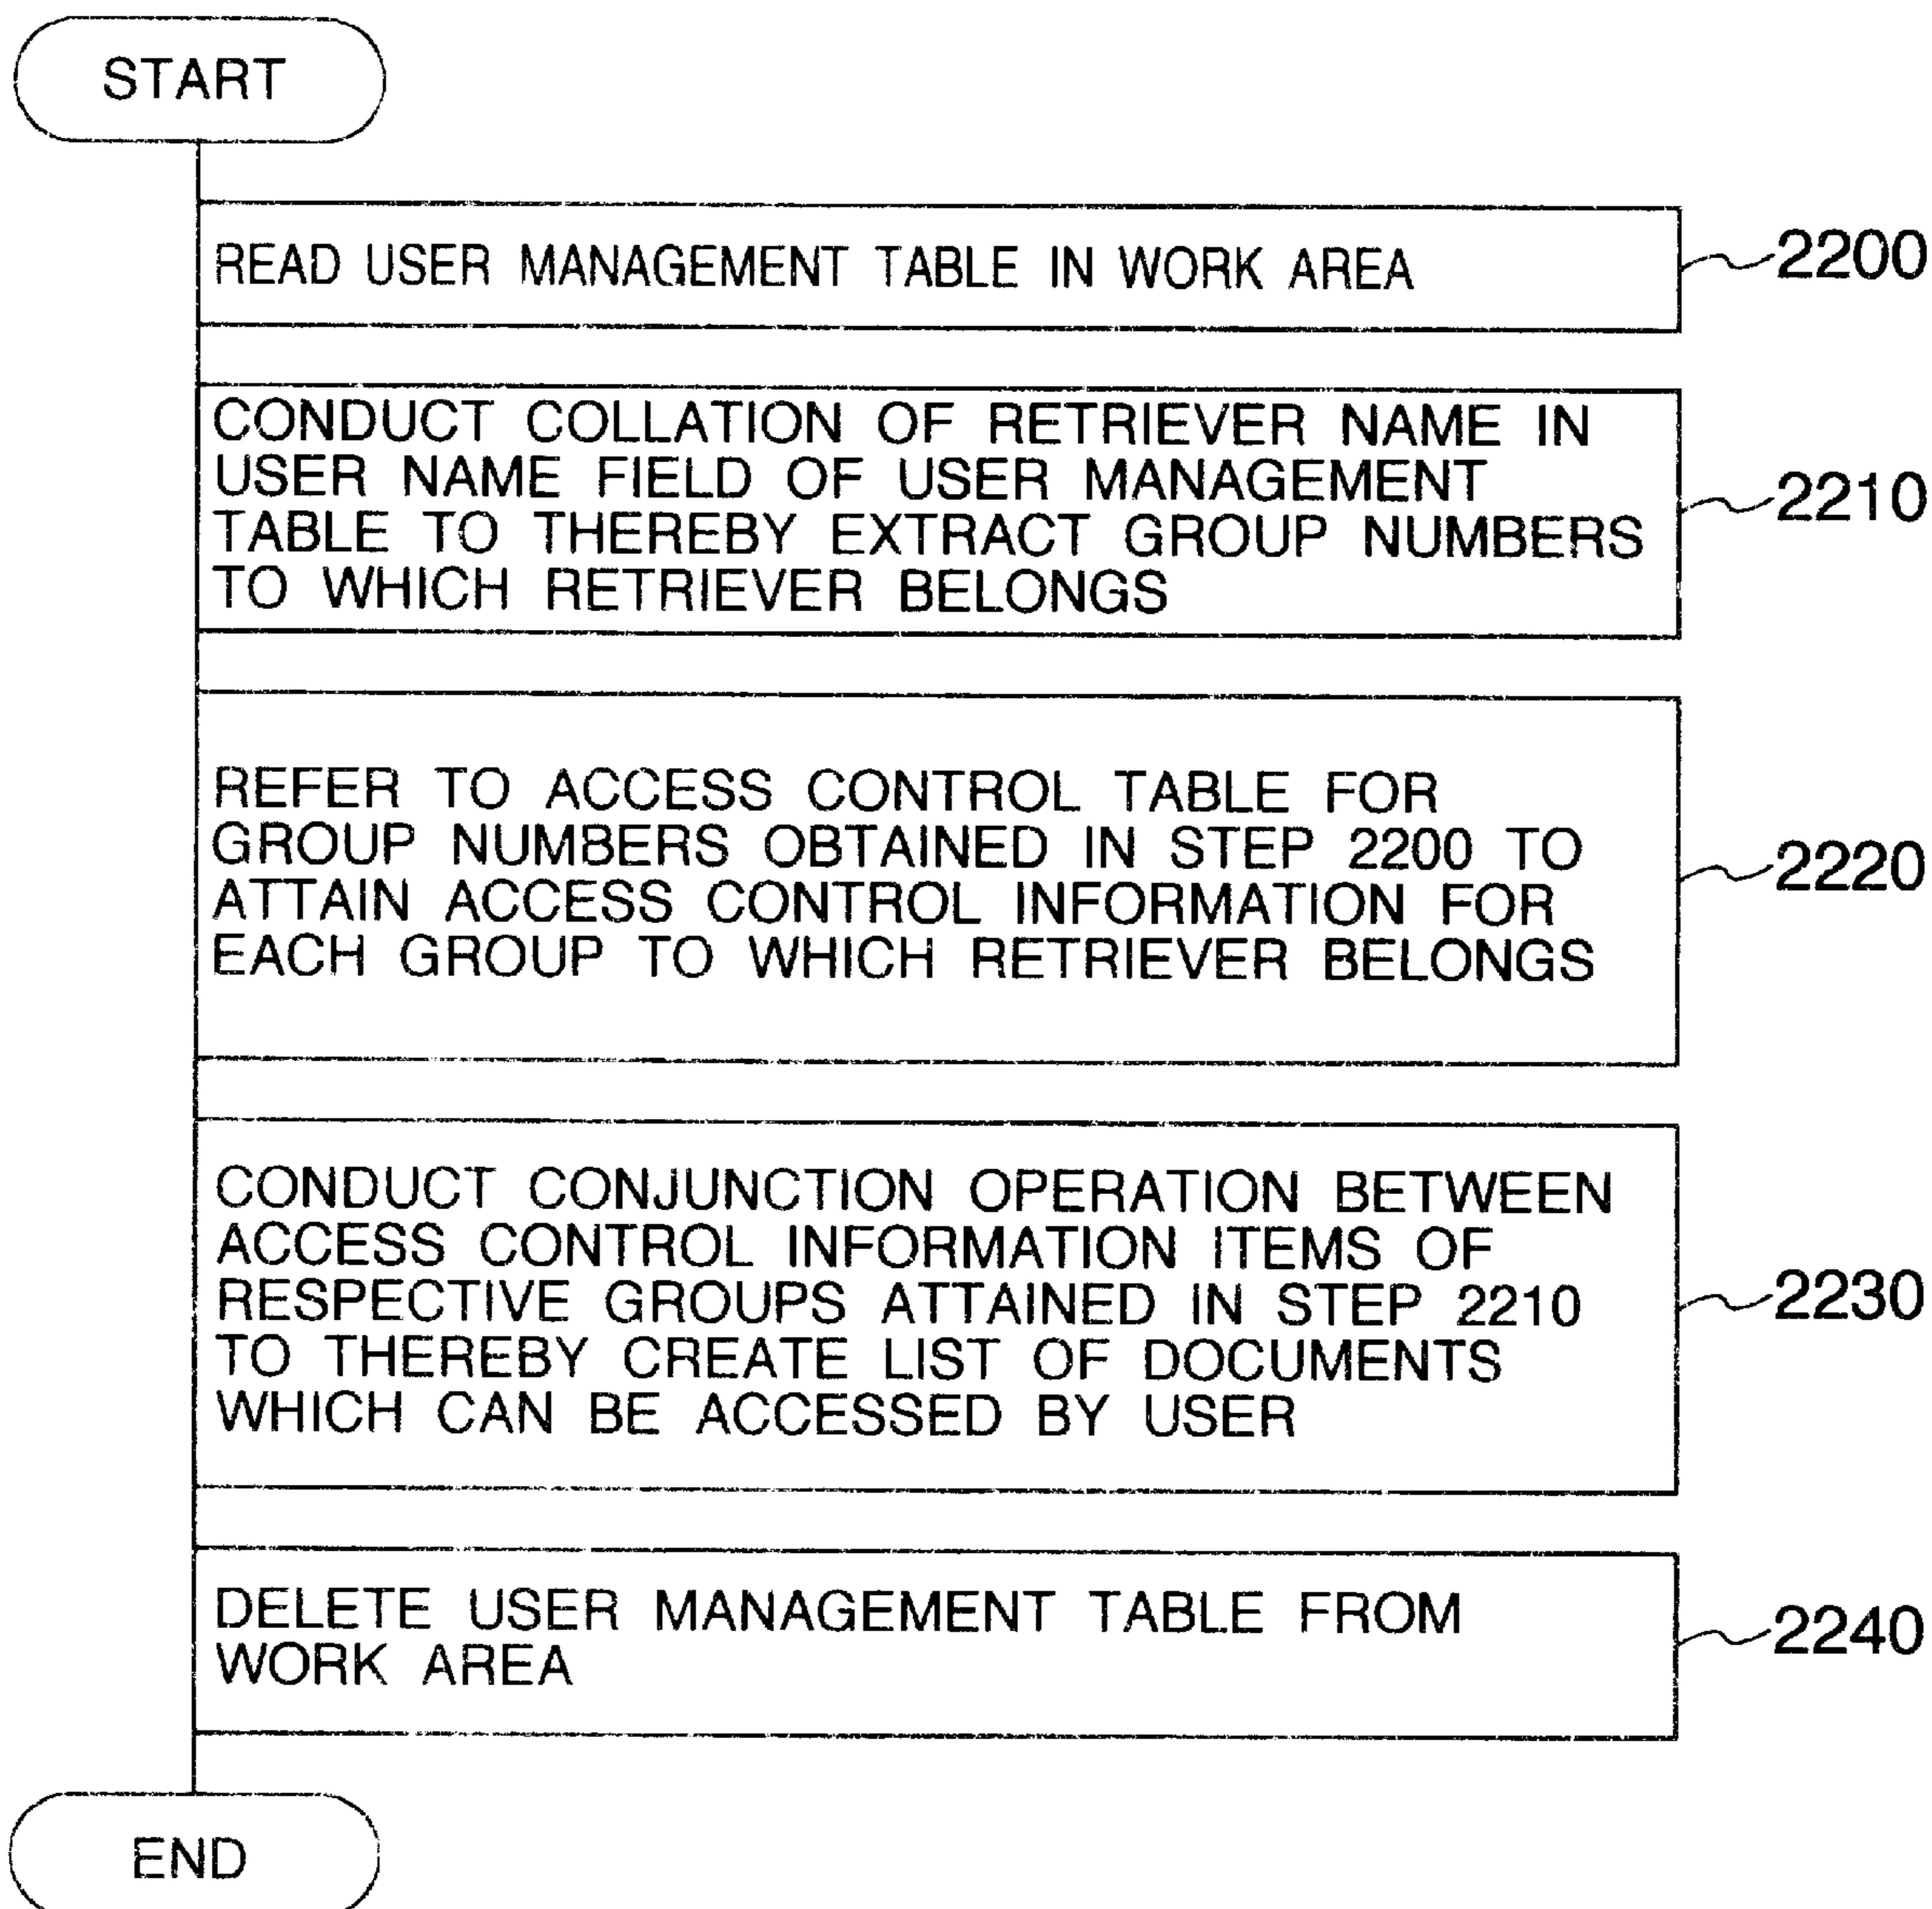 START
READ USER MANAGEMENT TABLE IN WORK AREA
2200
CONDUCT COLLATION OF RETRIEVER NAME IN
USER NAME FIELD OF USER MANAGEMENT
TABLE TO THEREBY EXTRACT GROUP NUMBERS
TO WHICH RETRIEVER BELONGS
2210
REFER TO ACCESS CONTROL TABLE FOR
GROUP NUMBERS OBTAINED IN STEP 2200 TO
ATTAIN ACCESS CONTROL INFORMATION FOR
EACH GROUP TO WHICH RETRIEVER BELONGS
2220
CONDUCT CONJUNCTION OPERATION BETWEEN
ACCESS CONTROL INFORMATION ITEMS OF
RESPECTIVE GROUPS ATTAINED IN STEP 2210
TO THEREBY CREATE LIST OF DOCUMENTS
WHICH CAN BE ACCESSED BY USER
2230
DELETE USER MANAGEMENT TABLE FROM
WORK AREA
2240
END